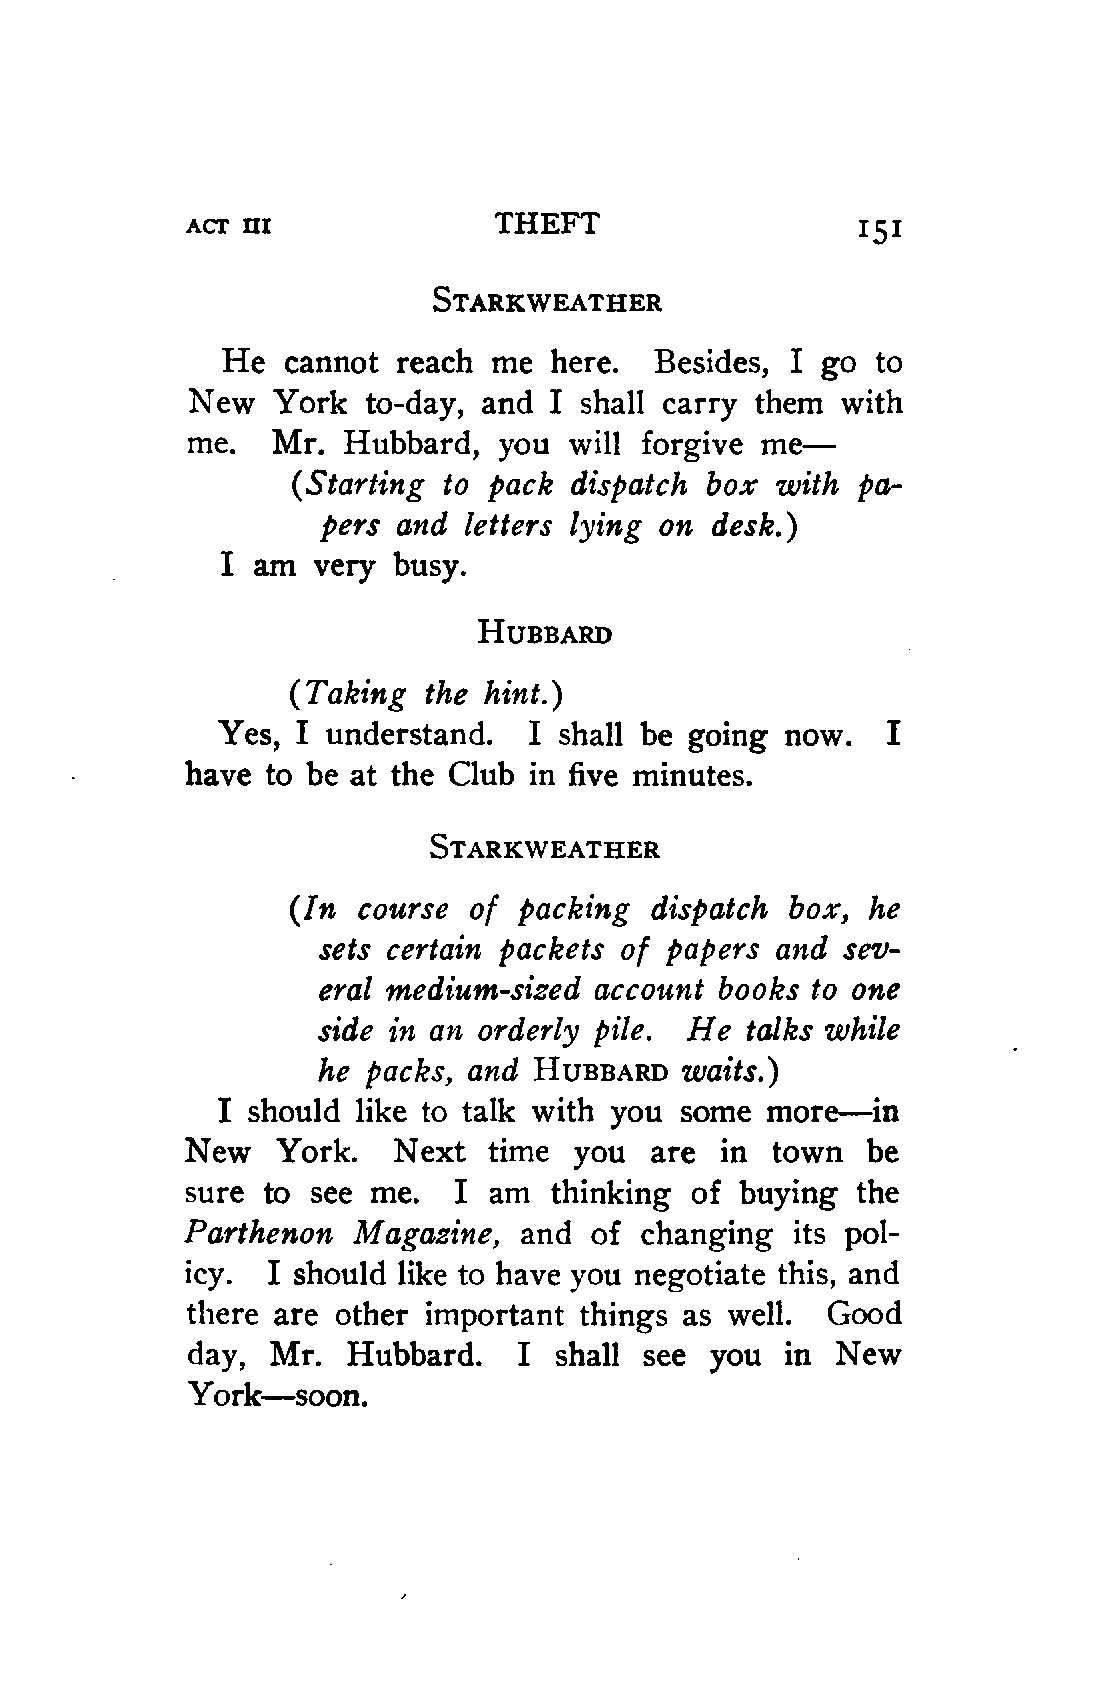 ACT III THEFT 151
STARKWEATHER
He cannot reach me here. Besides, I go to
New York to-day, and I shall carry them with
me. Mr. Hubbard, you will forgive me—
(Starting to pack dispatch box with pa-
pers and letters lying on desk.)
I am very busy.
HUBBARD
(Taking the hint.)
Yes, I understand. I shall be going now. I
have to be at the Club in five minutes.
STARKWEATHER
(In course of packing dispatch box, he
sets certain packets of papers and sev-
eral medium-sized account books to one
side in an orderly pile. He talks while
he packs, and HUBBARD waits.)
I should like to talk with you some more—in
New York. Next time you are in town be
sure to see me. I am thinking of buying the
Parthenon Magazine, and of changing its pol-
icy. I should like to have you negotiate this, and
there are other important things as well. Good
day, Mr. Hubbard. I shall see you in New
York—soon.